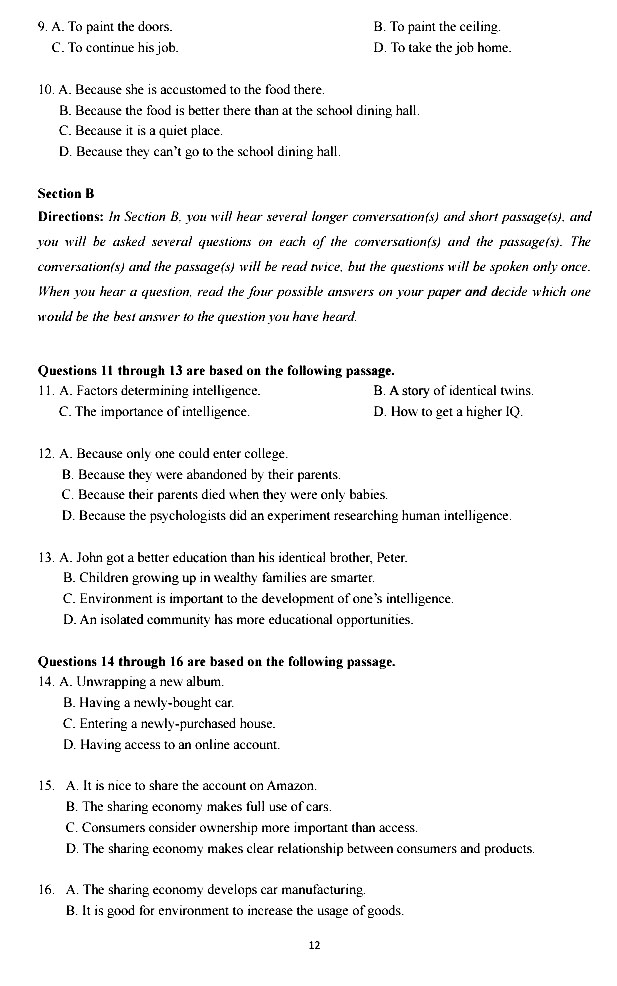 9. A. To paint the doors. B. To paint the ceiling.
C. To continue his job. D. To take the job home.
10. A. Because she is accustomed to the food there.
B. Because the food is better there than at the school dining hall.
C. Because it is a quiet place.
D. Because they can't go to the school dining hall.
Section B
Directions: In Section B, you will hear several longer conversation(s) and short passage(s), and
you will be asked several questions on each of the conversation(s) and the passage(s). The
conversation(s) and the passage(s) will be read twice, but the questions will be spoken only once.
When you hear a question, read the four possible answers on your paper and decide which one
would be the best answer to the question you have heard.
Questions 11 through 13 are based on the following passage.
11. A. Factors determining intelligence. B. A story of identical twins.
C. The importance of intelligence. D. How to get a higher IQ.
12. A. Because only one could enter college.
B. Because they were abandoned by their parents.
C. Because their parents died when they were only babies.
D. Because the psychologists did an experiment researching human intelligence.
13. A. John got a better education than his identical brother, Peter.
B. Children growing up in wealthy families are smarter.
C. Environment is important to the development of one's intelligence.
D. An isolated community has more educational opportunities.
Questions 14 through 16 are based on the following passage.
14. A. Unwrapping a new album.
B. Having a newly-bought car.
C. Entering a newly-purchased house.
D. Having access to an online account.
15. A. It is nice to share the account on Amazon.
B. The sharing economy makes full use of cars.
C. Consumers consider ownership more important than access.
D. The sharing economy makes clear relationship between consumers and products.
16. A. The sharing economy develops car manufacturing.
B. It is good for environment to increase the usage of goods.
12